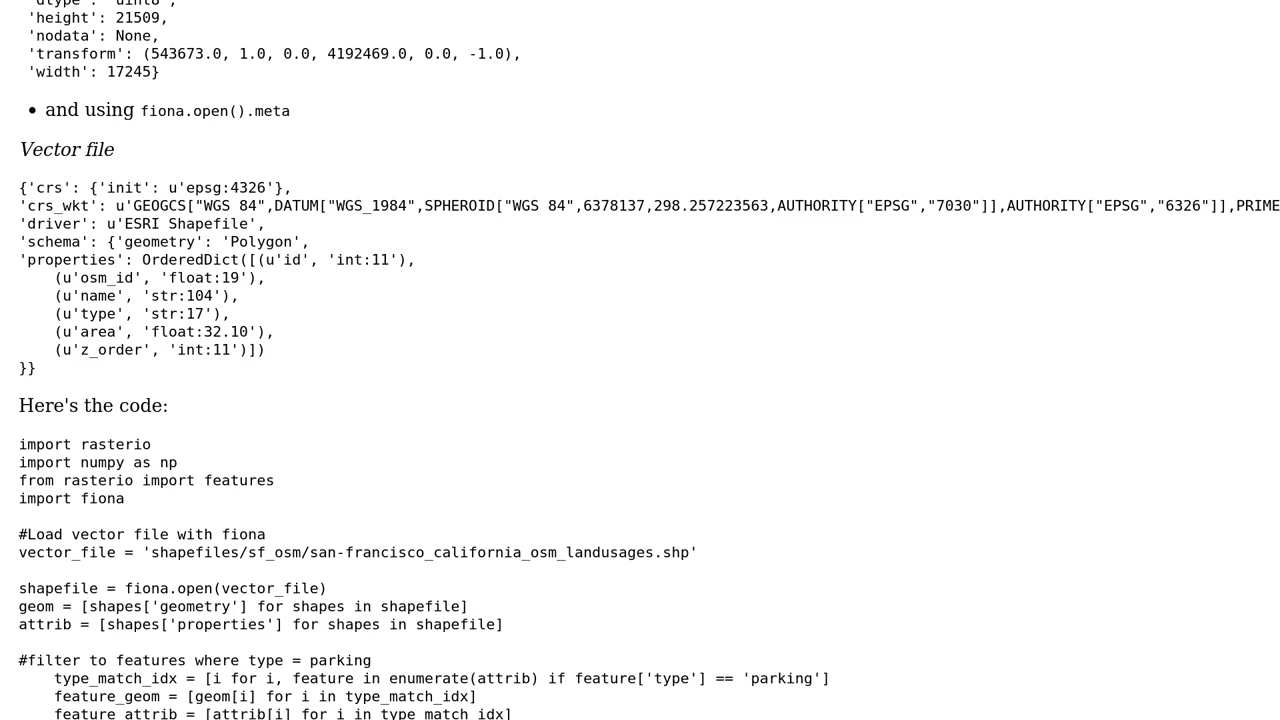 'dtype': 'uint8',
'height': 21509,
'nodata': None,
'transform': (543673.0, 1.0, 0.0, 4192469.0, 0.0, -1.0),
'width': 17245}
• and using fiona.open().meta
Vector file
{'crs': {'init': u'epsg:4326'},
'crs_wkt': u'GEOGCS["WGS 84",DATUM["WGS_1984",SPHEROID["WGS 84",6378137,298.257223563,AUTHORITY["EPSG","7030"]],AUTHORITY["EPSG","6326"]],PRIME
'driver': u'ESRI Shapefile',
'schema': {'geometry': 'Polygon',
'properties': OrderedDict([(u'id', 'int:11'),
    (u'osm_id', 'float:19'),
    (u'name', 'str:104'),
    (u'type', 'str:17'),
    (u'area', 'float:32.10'),
    (u'z_order', 'int:11')])
}}
Here's the code:
import rasterio
import numpy as np
from rasterio import features
import fiona
#Load vector file with fiona
vector_file = 'shapefiles/sf_osm/san-francisco_california_osm_landusages.shp'
shapefile = fiona.open(vector_file)
geom = [shapes['geometry'] for shapes in shapefile]
attrib = [shapes['properties'] for shapes in shapefile]
#filter to features where type = parking
    type_match_idx = [i for i, feature in enumerate(attrib) if feature['type'] == 'parking']
    feature_geom = [geom[i] for i in type_match_idx]
    feature_attrib = [attrib[i] for i in type_match_idx]